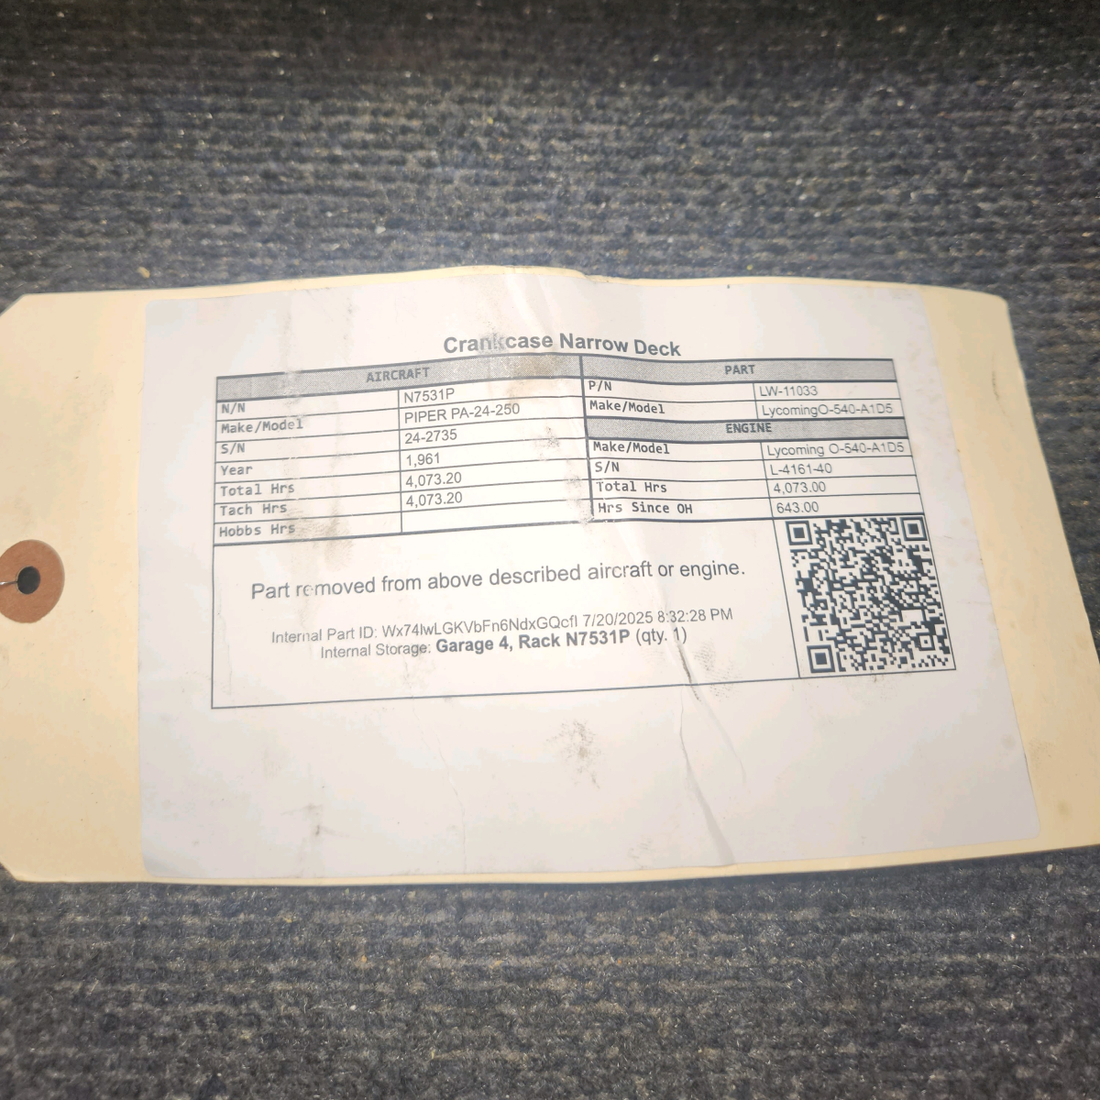 Crankcase Narrow Deck
AIRCRAFT
N/N N7531P
Make/Model PIPER PA-24-250
S/N 24-2735
Year 1,961
Total Hrs 4,073.20
Tach Hrs 4,073.20
Hobbs Hrs
PART
P/N LW-11033
Make/Model LycomingO-540-A1D5
ENGINE
Make/Model Lycoming O-540-A1D5
S/N L-4161-40
Total Hrs 4,073.00
Hrs Since OH 643.00
Part removed from above described aircraft or engine.
Internal Part ID: Wx74IwLGKVbFn6NdxGQcfI 7/20/2025 8:32:28 PM
Internal Storage: Garage 4, Rack N7531P (qty. 1)